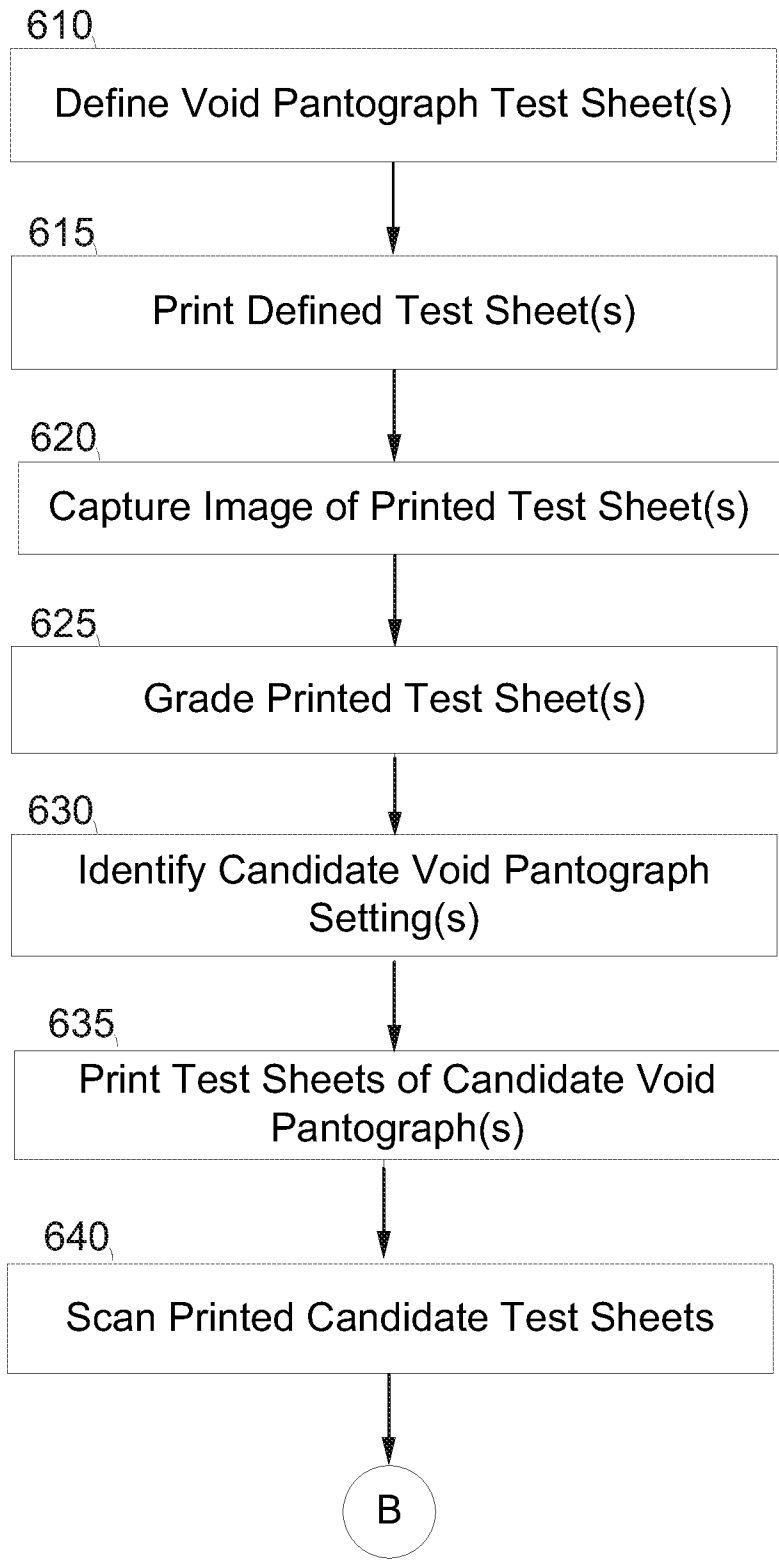 610
Define Void Pantograph Test Sheet(s)
615
Print Defined Test Sheet(s)
620
Capture Image of Printed Test Sheet(s)
625
Grade Printed Test Sheet(s)
630
Identify Candidate Void Pantograph
Setting(s)
635
Print Test Sheets of Candidate Void
Pantograph(s)
640
Scan Printed Candidate Test Sheets
B